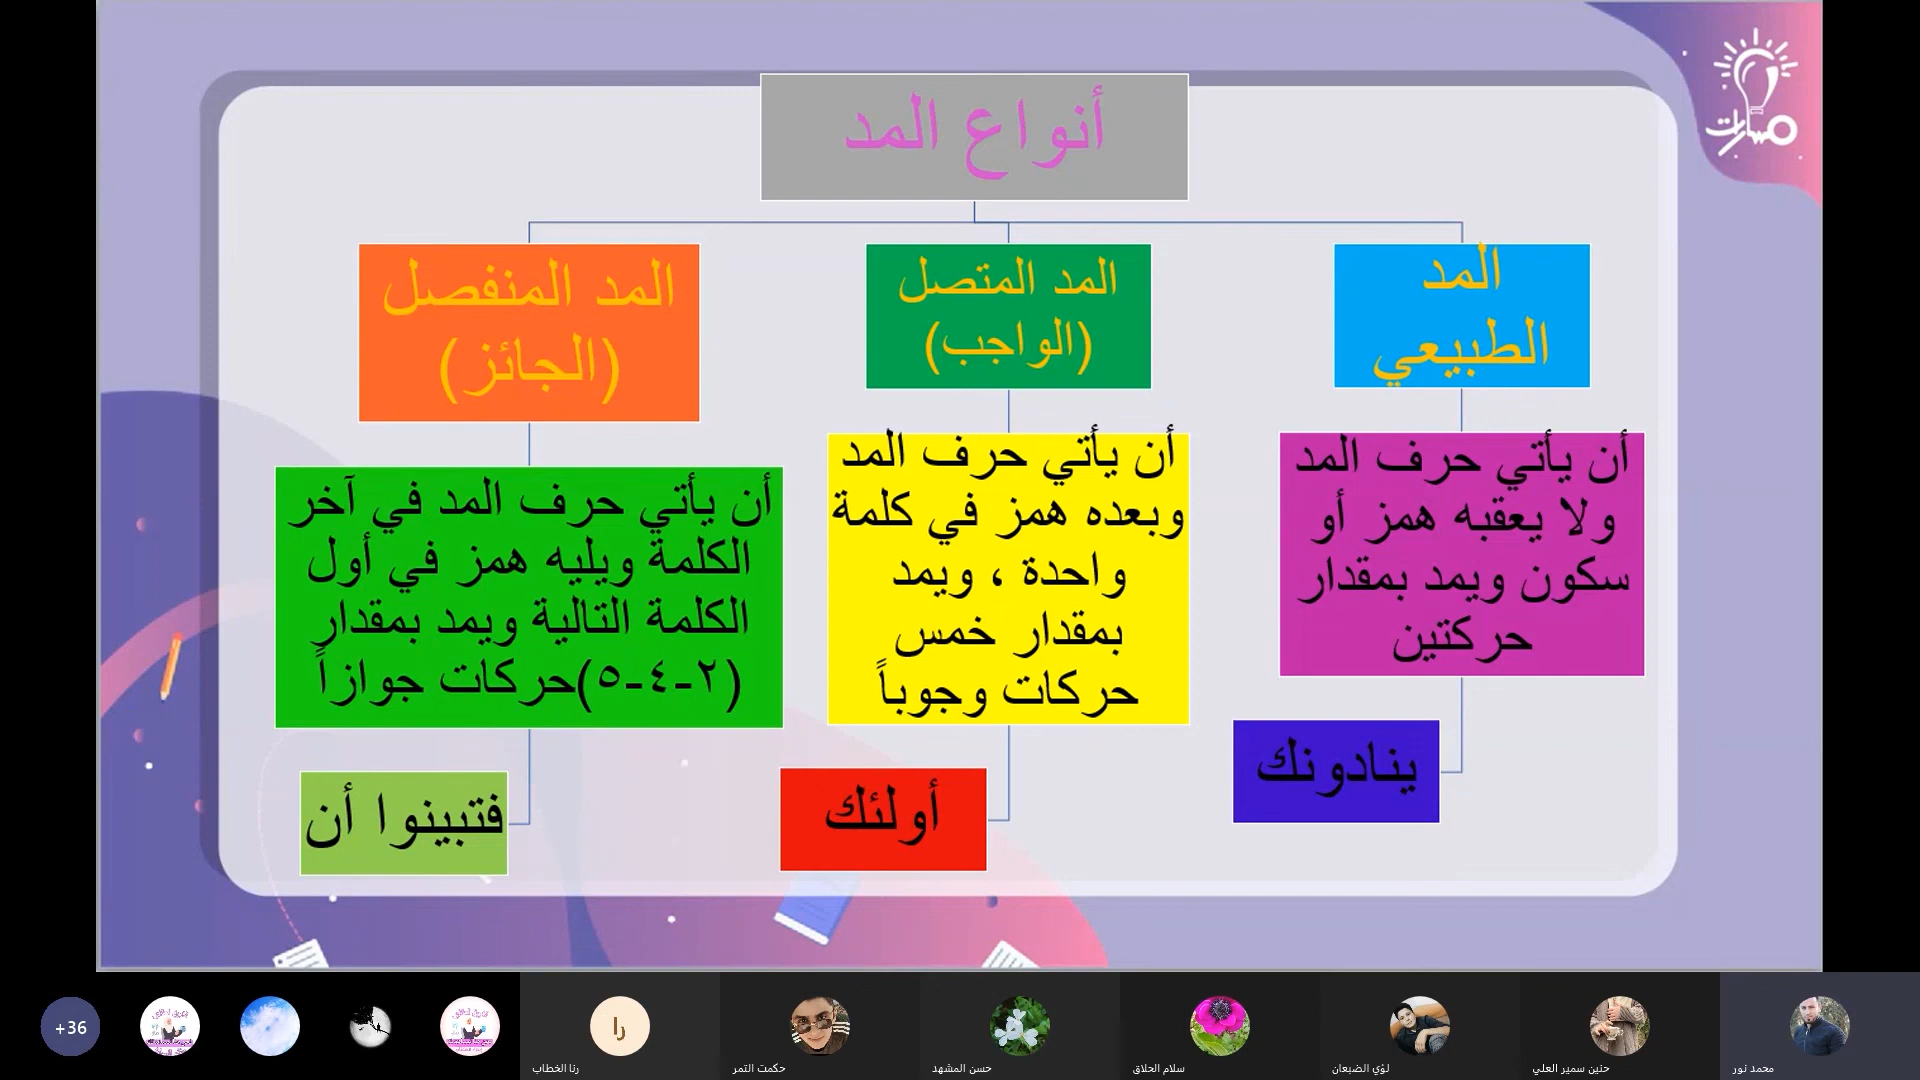 مسارات
أنواع المد
المد
الطبيعي
أن يأتي حرف المد
ولا يعقبه همز أو
سكون ويمد بمقدار
حركتين
ينادونك
المد المتصل
(الواجب)
أن يأتي حرف المد
وبعده همز في كلمة
واحدة ، ويمد
بمقدار خمس
حركات وجوباً
أولئك
المد المنفصل
(الجائز)
أن يأتي حرف المد في آخر
الكلمة ويليه همز في أول
الكلمة التالية ويمد بمقدار
(٢-٤-٥)حركات جوازاً
فتبينوا أن
+36
را
رنا الخطاب
حكمت التمر
حسن المشهد
سلام الحلاق
لؤي الضبعان
حنين سمير العلي
محمد نور